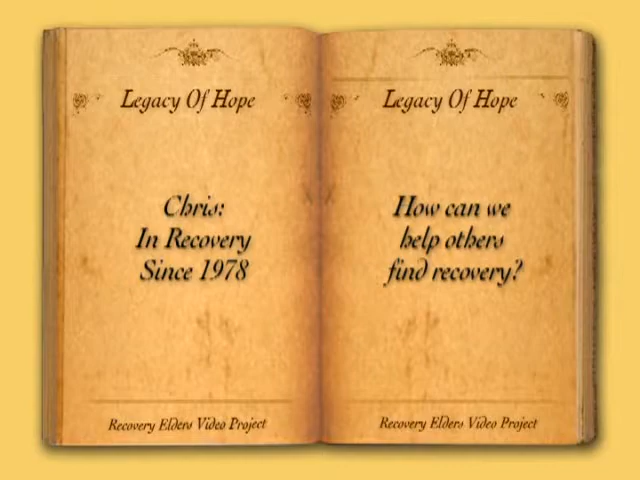 Legacy Of Hope
Chris:
In Recovery
Since 1978
Recovery Elders Video Project
Legacy Of Hope
How can we
help others
find recovery?
Recovery Elders Video Project